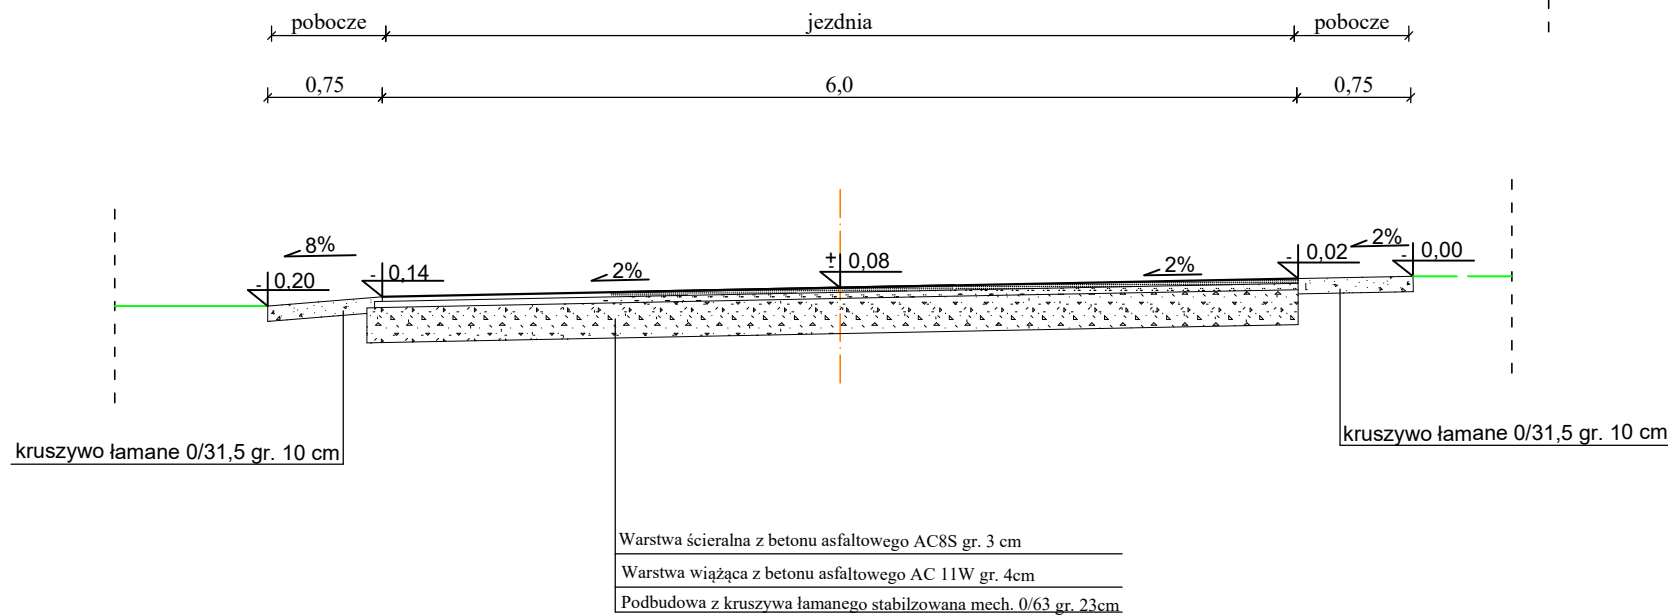 pobocze jezdnia pobocze
0,75 6,0 0,75
8% 2% 2% 2%
- 0,20 - 0,14 ± 0,08 - 0,02 - 0,00
kruszywo łamane 0/31,5 gr. 10 cm
kruszywo łamane 0/31,5 gr. 10 cm
Warstwa ścieralna z betonu asfaltowego AC8S gr. 3 cm
Warstwa wiążąca z betonu asfaltowego AC 11W gr. 4cm
Podbudowa z kruszywa łamanego stabilzowana mech. 0/63 gr. 23cm